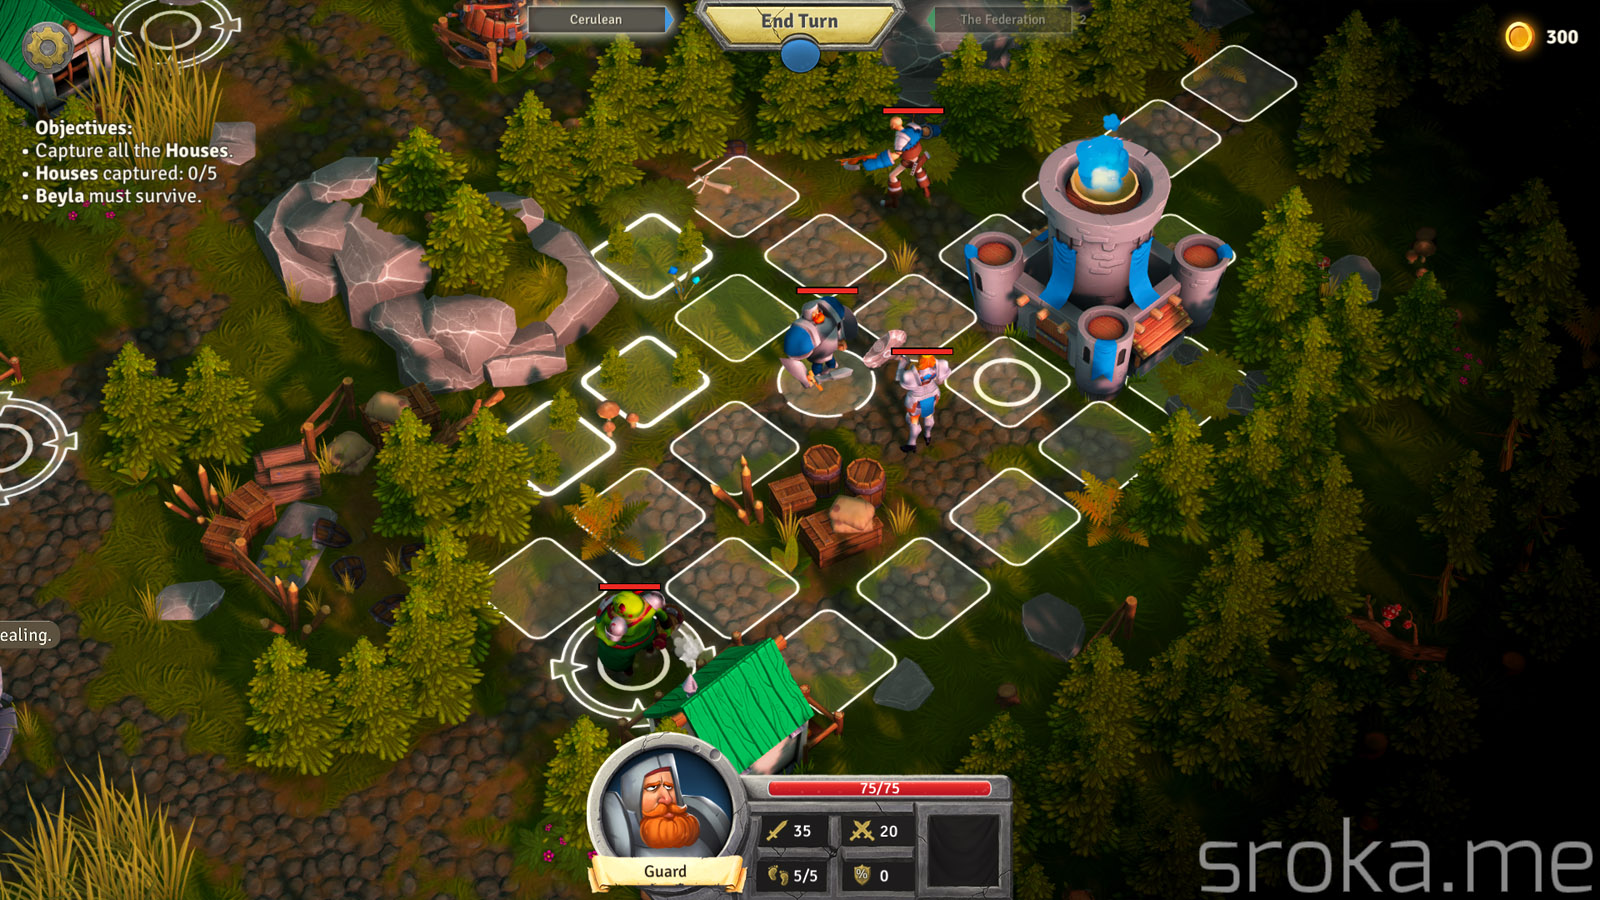 1
Cerulean
End Turn
The Federation
2
300
Objectives:
• Capture all the Houses.
• Houses captured: 0/5
• Beyla must survive.
ealing.
75/75
35
20
Guard
5/5
% 0
sroka.me